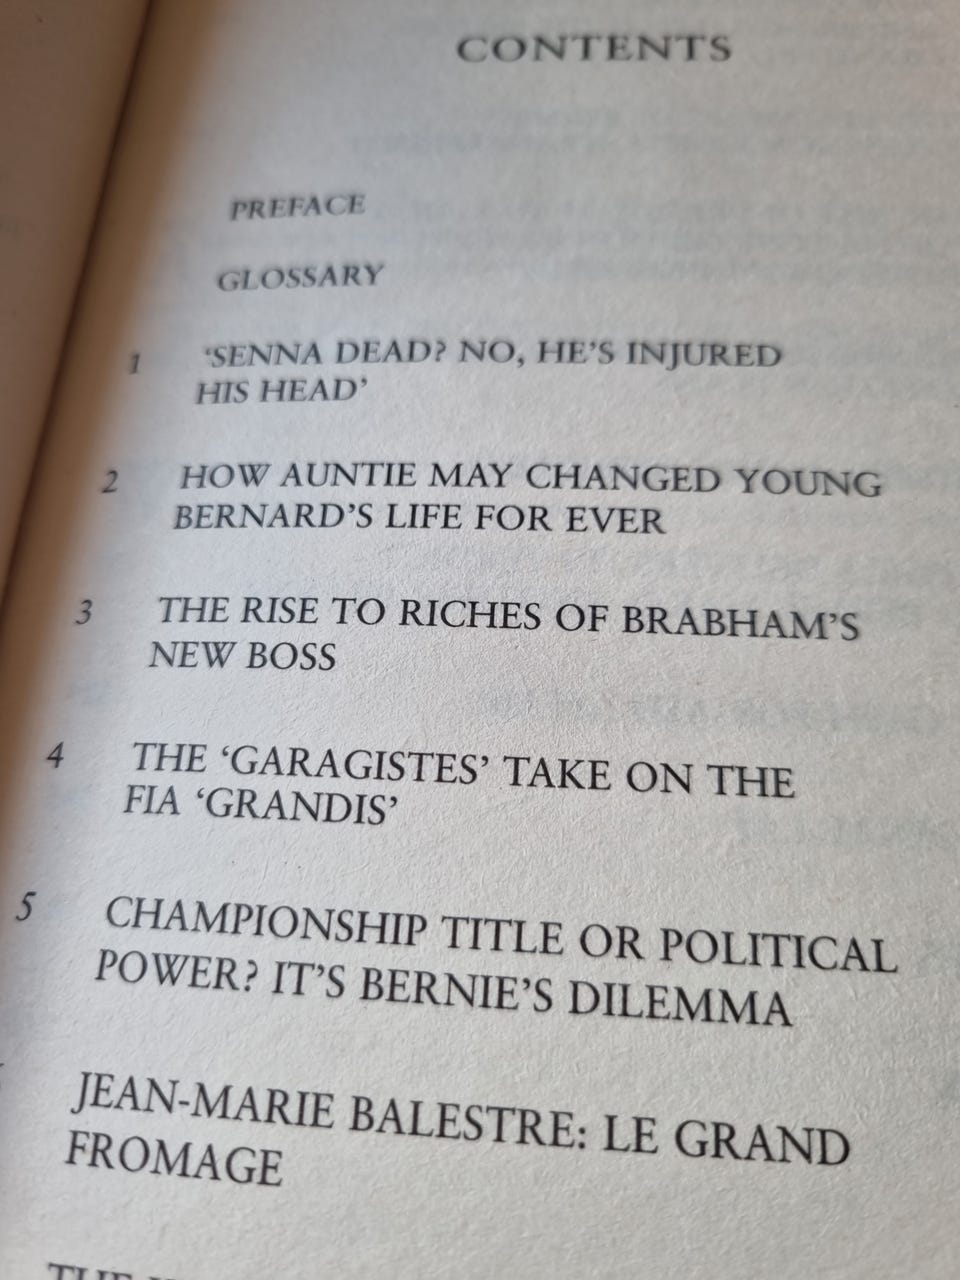 CONTENTS
PREFACE
GLOSSARY
1 ‘SENNA DEAD? NO, HE’S INJURED
HIS HEAD’
2 HOW AUNTIE MAY CHANGED YOUNG
BERNARD’S LIFE FOR EVER
3 THE RISE TO RICHES OF BRABHAM’S
NEW BOSS
4 THE ‘GARAGISTES’ TAKE ON THE
FIA ‘GRANDIS’
5 CHAMPIONSHIP TITLE OR POLITICAL
POWER? IT’S BERNIE’S DILEMMA
JEAN-MARIE BALESTRE: LE GRAND
FROMAGE
THE